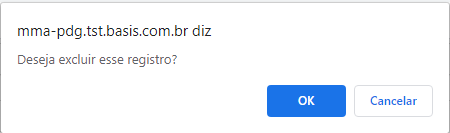 mma-pdg.tst.basis.com.br diz
Deseja excluir esse registro?
OK
Cancelar